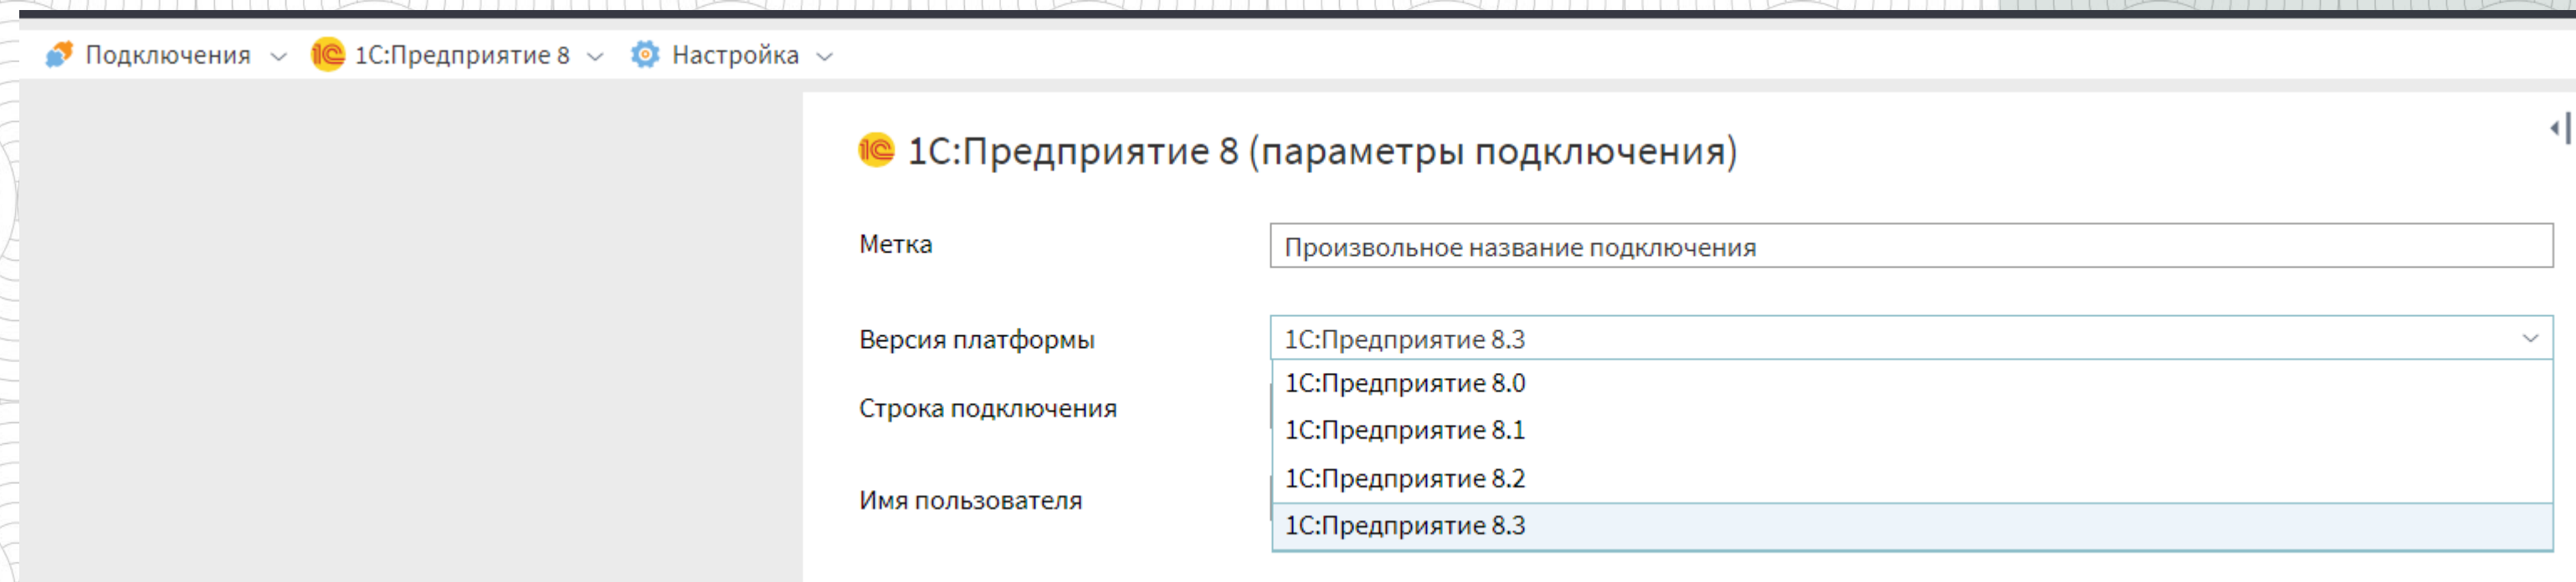 Подключения 1С:Предприятие 8 Настройка
1С:Предприятие 8 (параметры подключения)
Метка Произвольное название подключения
Версия платформы 1С:Предприятие 8.3
1С:Предприятие 8.0
Строка подключения
1С:Предприятие 8.1
1С:Предприятие 8.2
Имя пользователя
1С:Предприятие 8.3